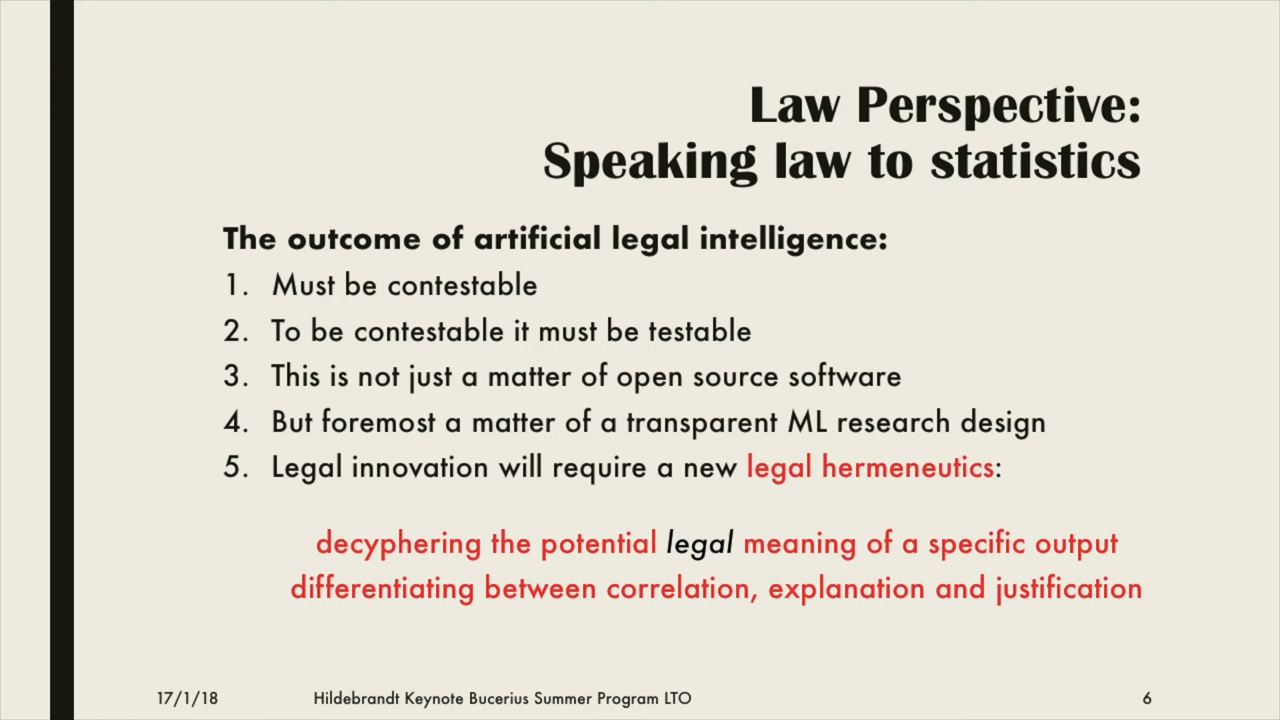 Law Perspective:
Speaking law to statistics
The outcome of artificial legal intelligence:
1. Must be contestable
2. To be contestable it must be testable
3. This is not just a matter of open source software
4. But foremost a matter of a transparent ML research design
5. Legal innovation will require a new legal hermeneutics:
decyphering the potential legal meaning of a specific output
differentiating between correlation, explanation and justification
17/1/18 Hildebrandt Keynote Bucerius Summer Program LTO 6